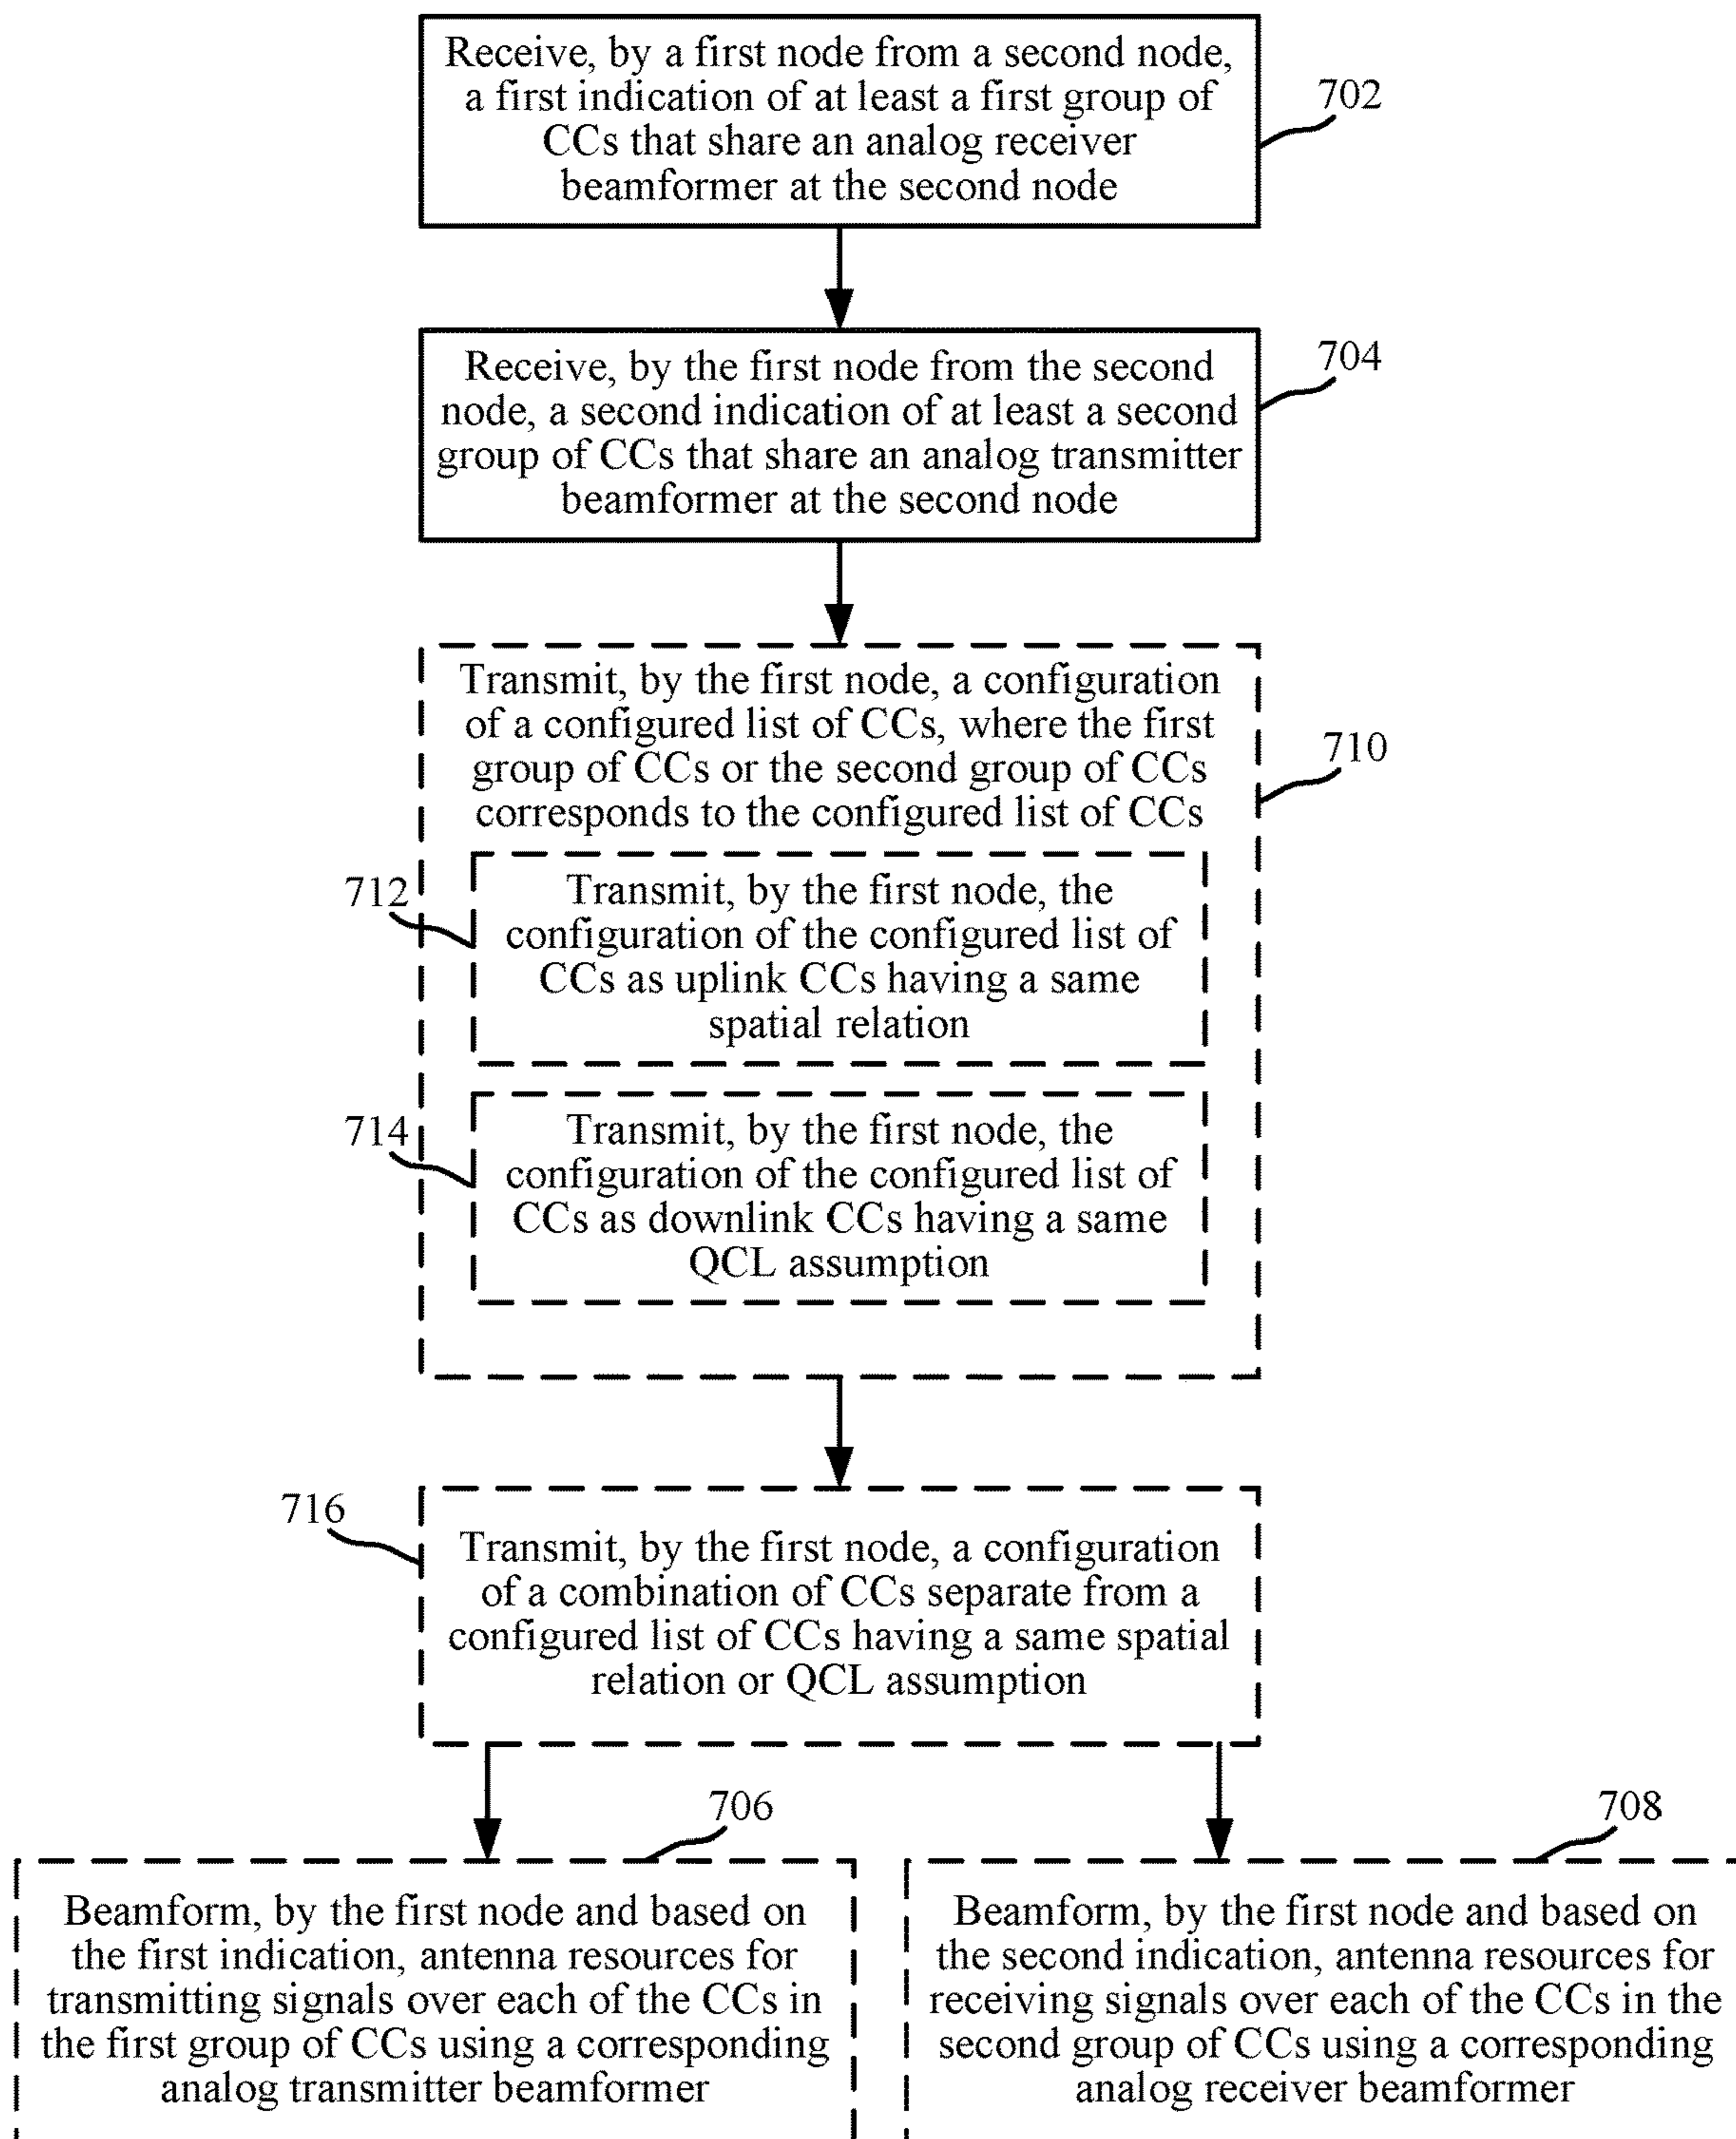 Receive, by a first node from a second node,
a first indication of at least a first group of
CCs that share an analog receiver
beamformer at the second node
702
Receive, by the first node from the second
node, a second indication of at least a second
group of CCs that share an analog transmitter
beamformer at the second node
704
Transmit, by the first node, a configuration
of a configured list of CCs, where the first
group of CCs or the second group of CCs
corresponds to the configured list of CCs
710
712
Transmit, by the first node, the
configuration of the configured list of
CCs as uplink CCs having a same
spatial relation
714
Transmit, by the first node, the
configuration of the configured list of
CCs as downlink CCs having a same
QCL assumption
716
Transmit, by the first node, a configuration
of a combination of CCs separate from a
configured list of CCs having a same spatial
relation or QCL assumption
706
Beamform, by the first node and based on
the first indication, antenna resources for
transmitting signals over each of the CCs in
the first group of CCs using a corresponding
analog transmitter beamformer
708
Beamform, by the first node and based on
the second indication, antenna resources for
receiving signals over each of the CCs in the
second group of CCs using a corresponding
analog receiver beamformer